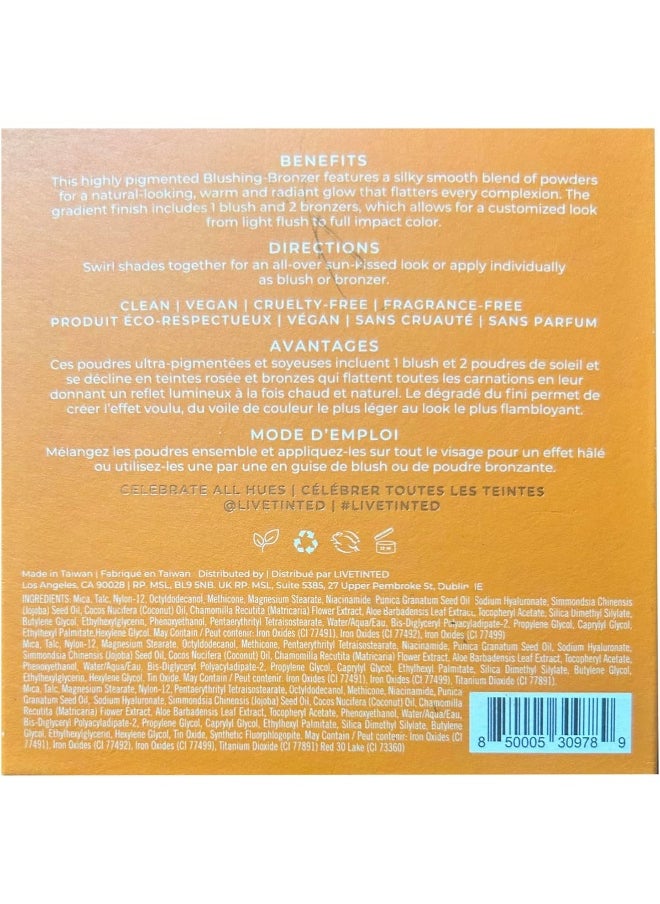 BENEFITS
This highly pigmented Blushing-Bronzer features a silky smooth blend of powders
for a natural-looking, warm and radiant glow that flatters every complexion. The
gradient finish includes 1 blush and 2 bronzers, which allows for a customized look
from light flush to full impact color.
DIRECTIONS
Swirl shades together for an all-over sun-kissed look or apply individually
as blush or bronzer.
CLEAN | VEGAN | CRUELTY-FREE | FRAGRANCE-FREE
PRODUIT ÉCO-RESPECTUEUX | VÉGAN | SANS CRUAUTÉ | SANS PARFUM
AVANTAGES
Ces poudres ultra-pigmentées et soyeuses incluent 1 blush et 2 poudres de soleil et
se décline en teintes rosée et bronzes qui flattent toutes les carnations en leur
donnant un reflet lumineux à la fois chaud et naturel. Le dégradé du fini permet de
créer l'effet voulu, du voile de couleur le plus léger au look le plus flamboyant.
MODE D'EMPLOI
Mélangez les poudres ensemble et appliquez-les sur tout le visage pour un effet hâlé
ou utilisez-les une par une en guise de blush ou de poudre bronzante.
CELEBRATE ALL HUES | CÉLÉBRER TOUTES LES TEINTES
@LIVETINTED | #LIVETINTED
Made in Taiwan | Fabriqué en Taiwan Distributed by | Distribué par LIVETINTED
Los Angeles, CA 90028 | RP. MSL, BL9 5NB. UK RP. MSL, Suite 5385, 27 Upper Pembroke St, Dublin IE
INGREDIENTS: Mica, Talc, Nylon-12, Octyldodecanol, Methicone, Magnesium Stearate, Niacinamide Punica Granatum Seed Oil Sodium Hyaluronate, Simmondsia Chinensis
(Jojoba) Seed Oil, Cocos Nucifera (Coconut) Oil, Chamomilla Recutita (Matricaria) Flower Extract, Aloe Barbadensis Leaf Extract, Tocopheryl Acetate, Silica Dimethyl Silylate,
Butylene Glycol, Ethylhexylglycerin, Phenoxyethanol, Pentaerythrityl Tetraisostearate, Water/Aqua/Eau, Bis-Diglyceryl Polyacyladipate-2, Propylene Glycol, Caprylyl Glycol,
Ethylhexyl Palmitate,Hexylene Glycol, May Contain / Peut contenir: Iron Oxides (CI 77491), Iron Oxides (CI 77492), Iron Oxides (CI 77499)
Mica, Talc, Nylon-12, Magnesium Stearate, Octyldodecanol, Methicone, Pentaerythrityl Tetraisostearate, Niacinamide, Punica Granatum Seed Oil, Sodium Hyaluronate,
Simmondsia Chinensis (Jojoba) Seed Oil, Cocos Nucifera (Coconut) Oil, Chamomilla Recutita (Matricaria) Flower Extract, Aloe Barbadensis Leaf Extract, Tocopheryl Acetate,
Phenoxyethanol, Water/Aqua/Eau, Bis-Diglyceryl Polyacyladipate-2, Propylene Glycol, Caprylyl Glycol, Ethylhexyl Palmitate, Silica Dimethyl Silylate, Butylene Glycol,
Ethylhexylglycerin, Hexylene Glycol, Tin Oxide, May Contain / Peut contenir: Iron Oxides (CI 77491), Iron Oxides (CI 77492), Iron Oxides (CI 77499), Titanium Dioxide (CI 77891)
Mica, Talc, Magnesium Stearate, Nylon-12, Pentaerythrityl Tetraisostearate, Octyldodecanol, Methicone, Niacinamide, Punica
Granatum Seed Oil, Sodium Hyaluronate, Simmondsia Chinensis (Jojoba) Seed Oil, Cocos Nucifera (Coconut) Oil, Chamomilla
Recutita (Matricaria) Flower Extract, Aloe Barbadensis Leaf Extract, Tocopheryl Acetate, Phenoxyethanol, Water/Aqua/Eau,
Bis-Diglyceryl Polyacyladipate-2, Propylene Glycol, Caprylyl Glycol, Ethylhexyl Palmitate, Silica Dimethyl Silylate, Butylene
Glycol, Ethylhexylglycerin, Hexylene Glycol, Tin Oxide, Synthetic Fluorphlogopite. May Contain / Peut contenir: Iron Oxides (CI
77491), Iron Oxides (CI 77492), Iron Oxides (CI 77499), Titanium Dioxide (CI 77891) Red 30 Lake (CI 73360)
8 50005 30978 9